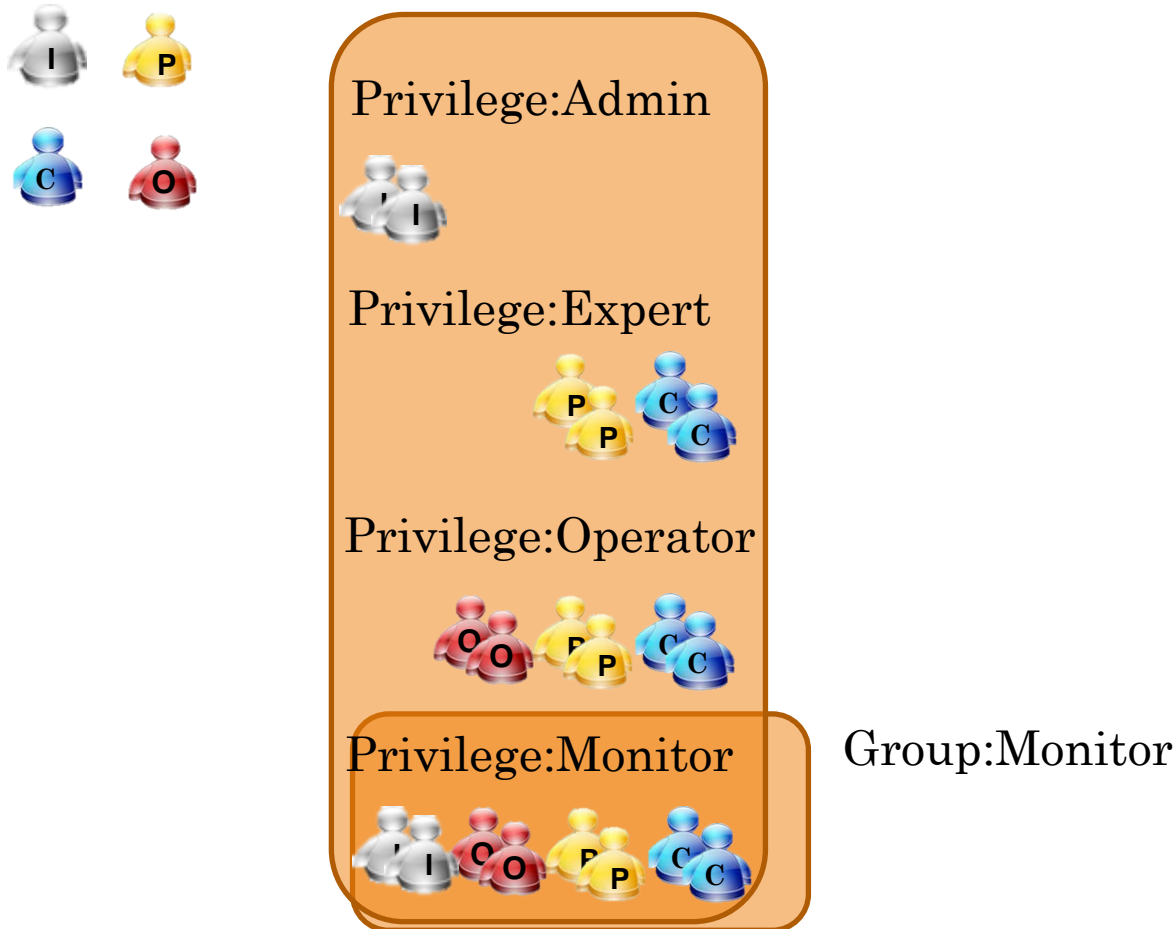 I P
C O
Privilege:Admin
I I
Privilege:Expert
P C
P C
Privilege:Operator
O P C
O P C
Privilege:Monitor
Group:Monitor
I O P C
I O P C